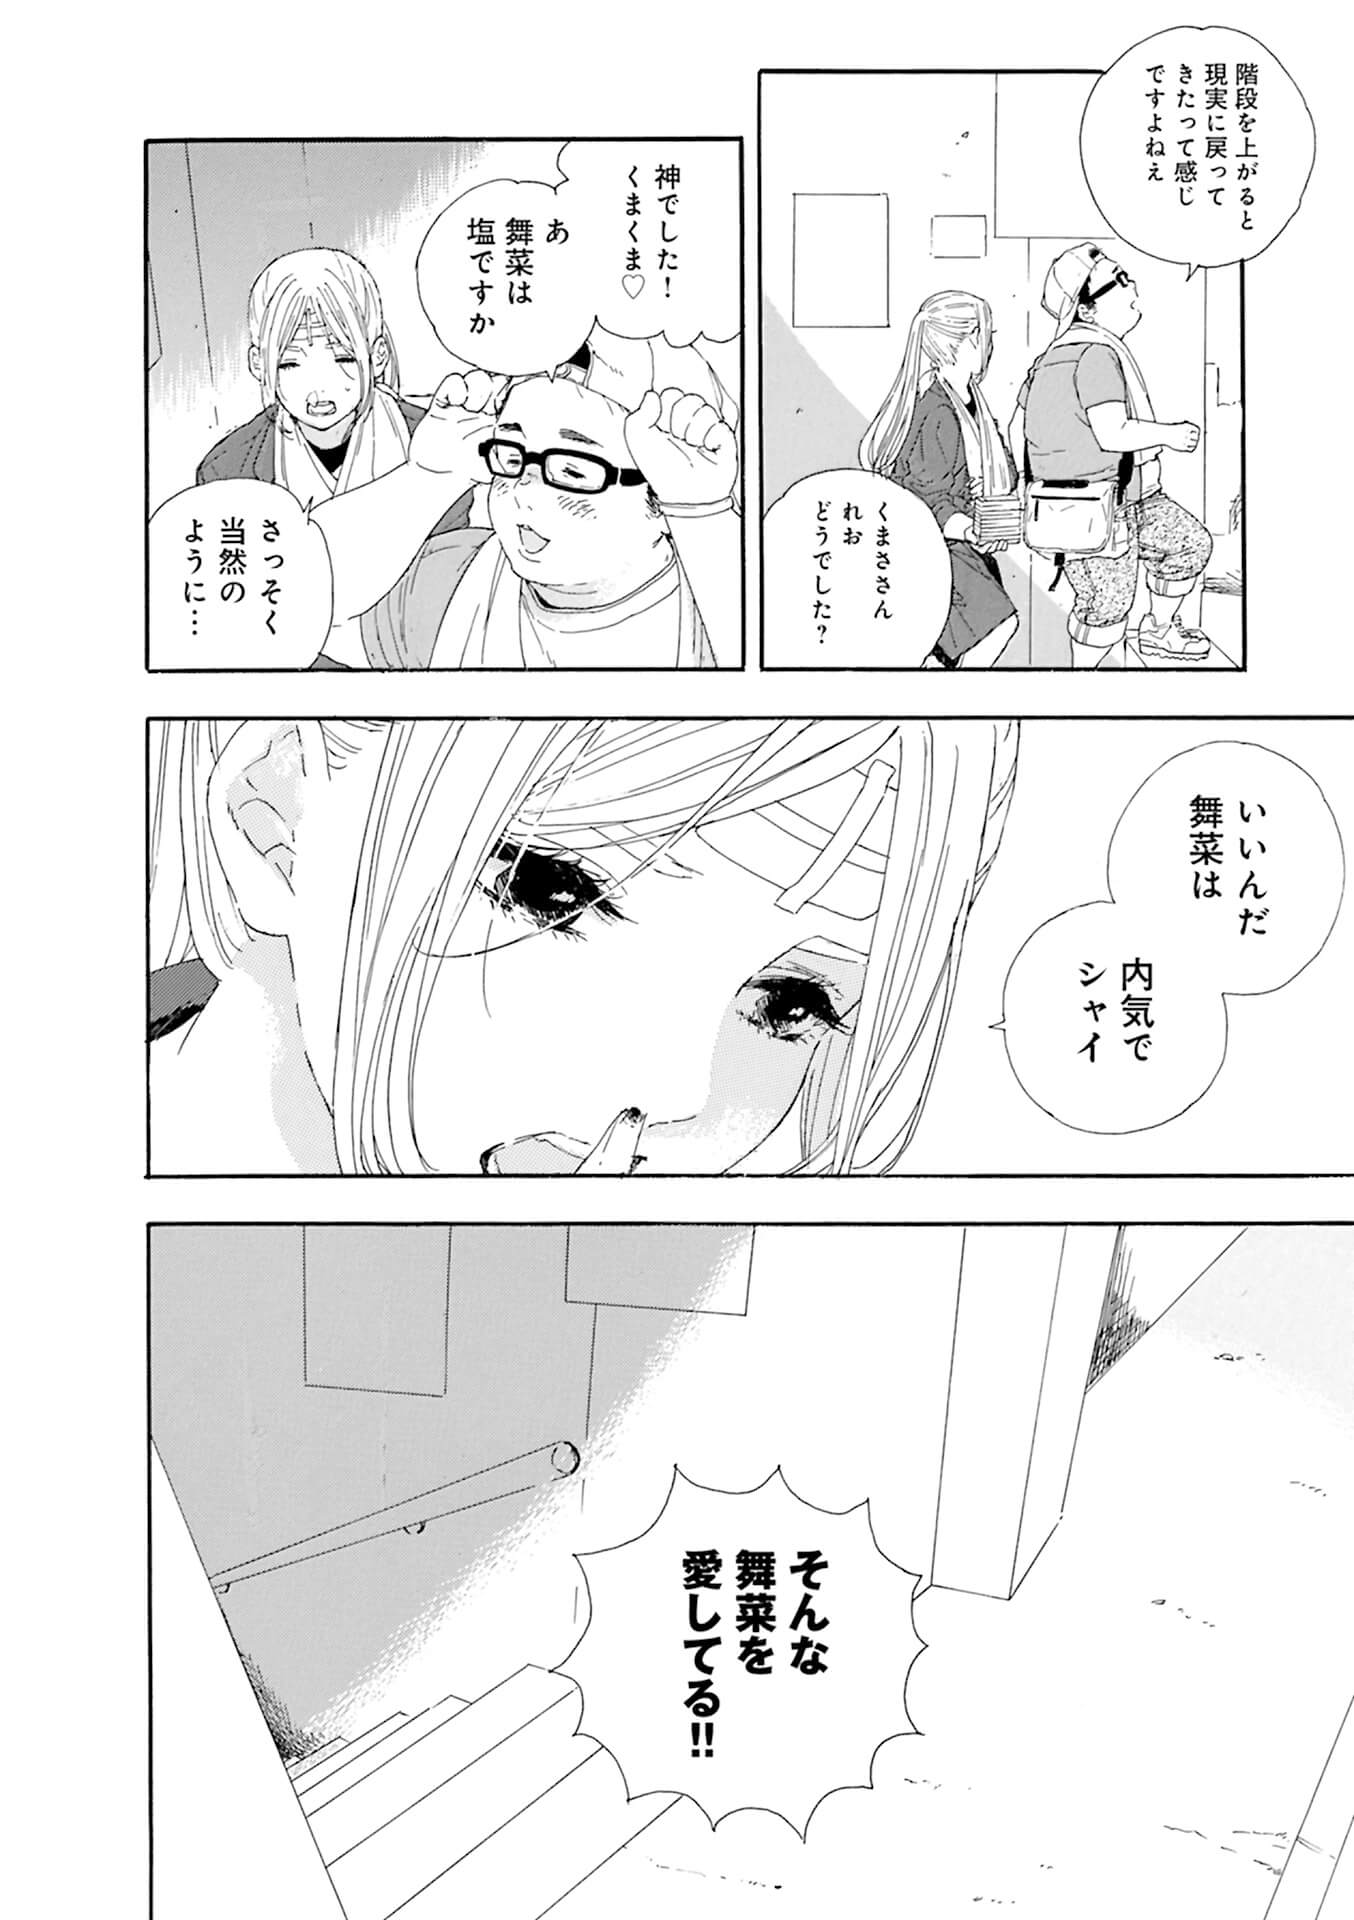 階段を上がると
現実に戻って
きたって感じ
ですよねえ
くまささん
れお
どうでした?
神でした!
くまくま♡
あ
舞菜は
塩ですか
さっそく
当然の
ように…
いいんだ
舞菜は
内気で
シャイ
そんな
舞菜を
愛してる!!